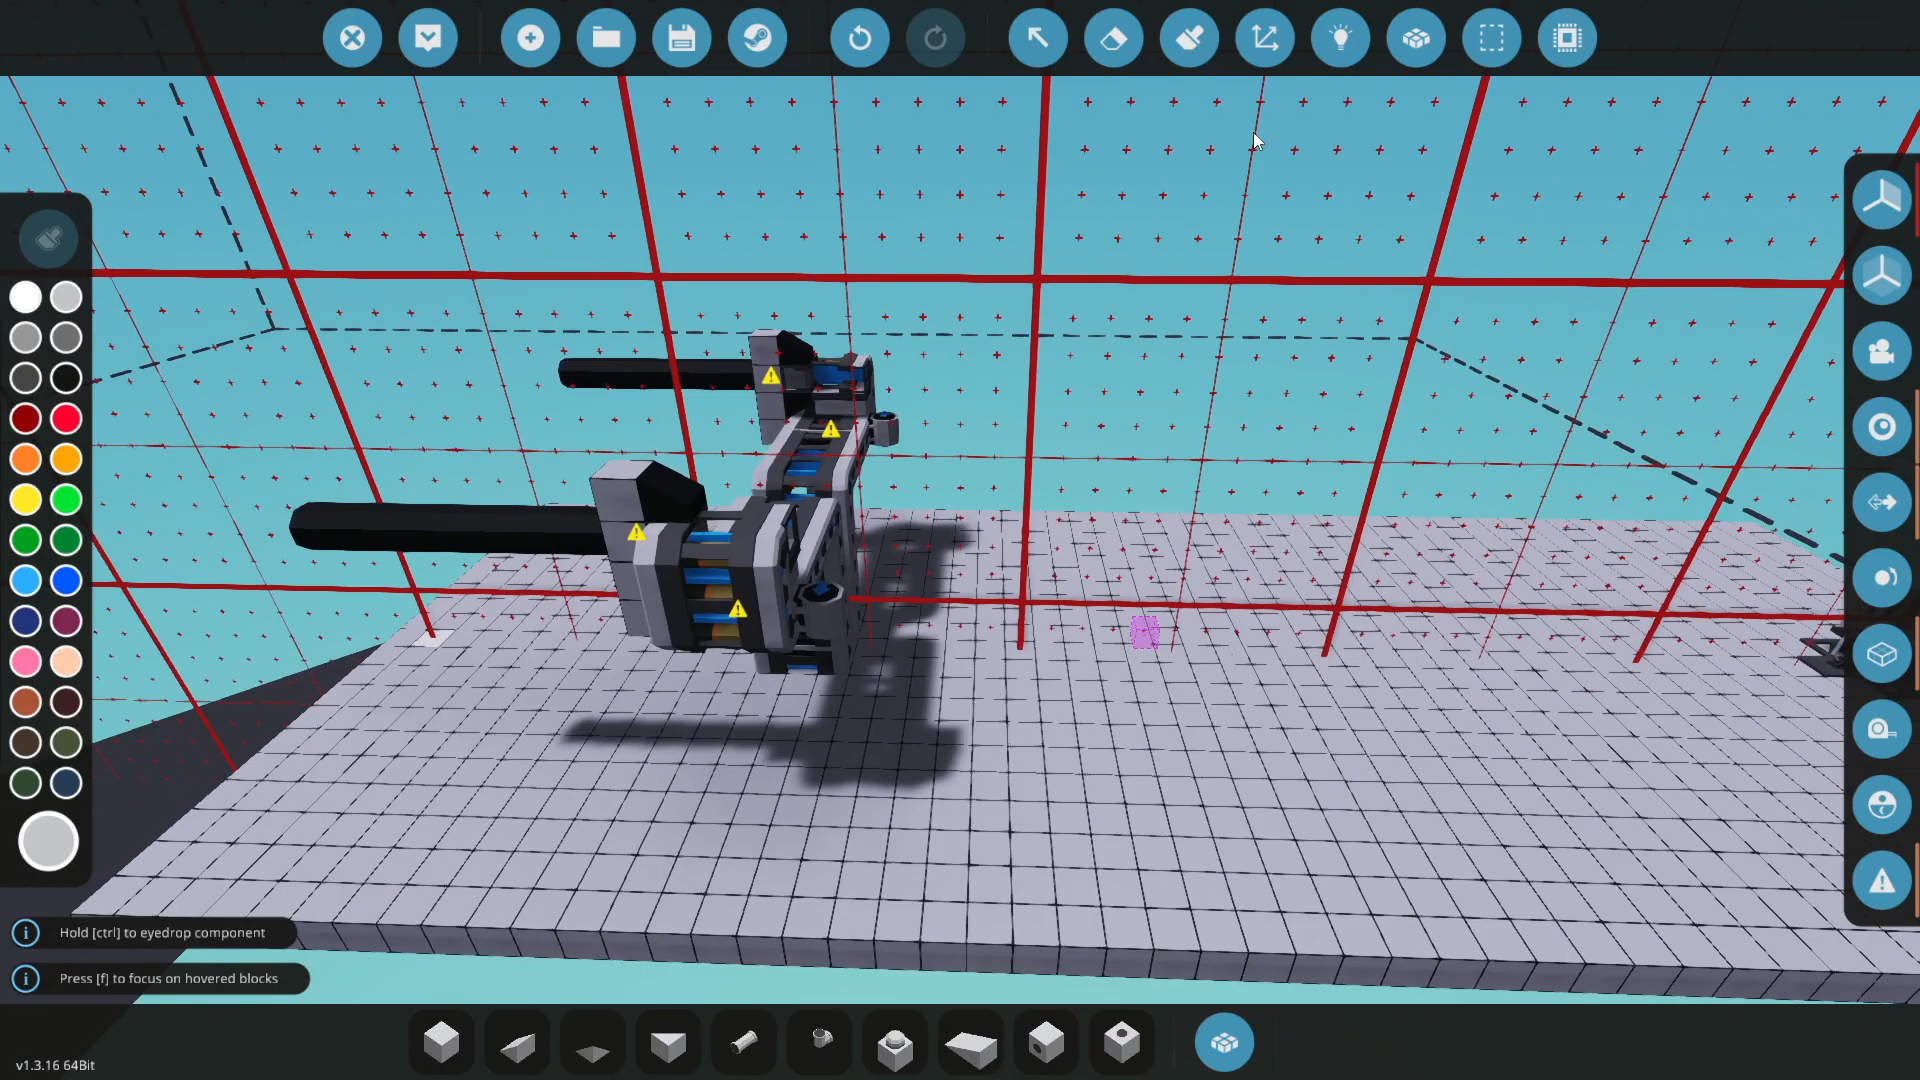 Hold [ctrl] to eyedrop component
Press [f] to focus on hovered blocks
v1.3.16 64Bit